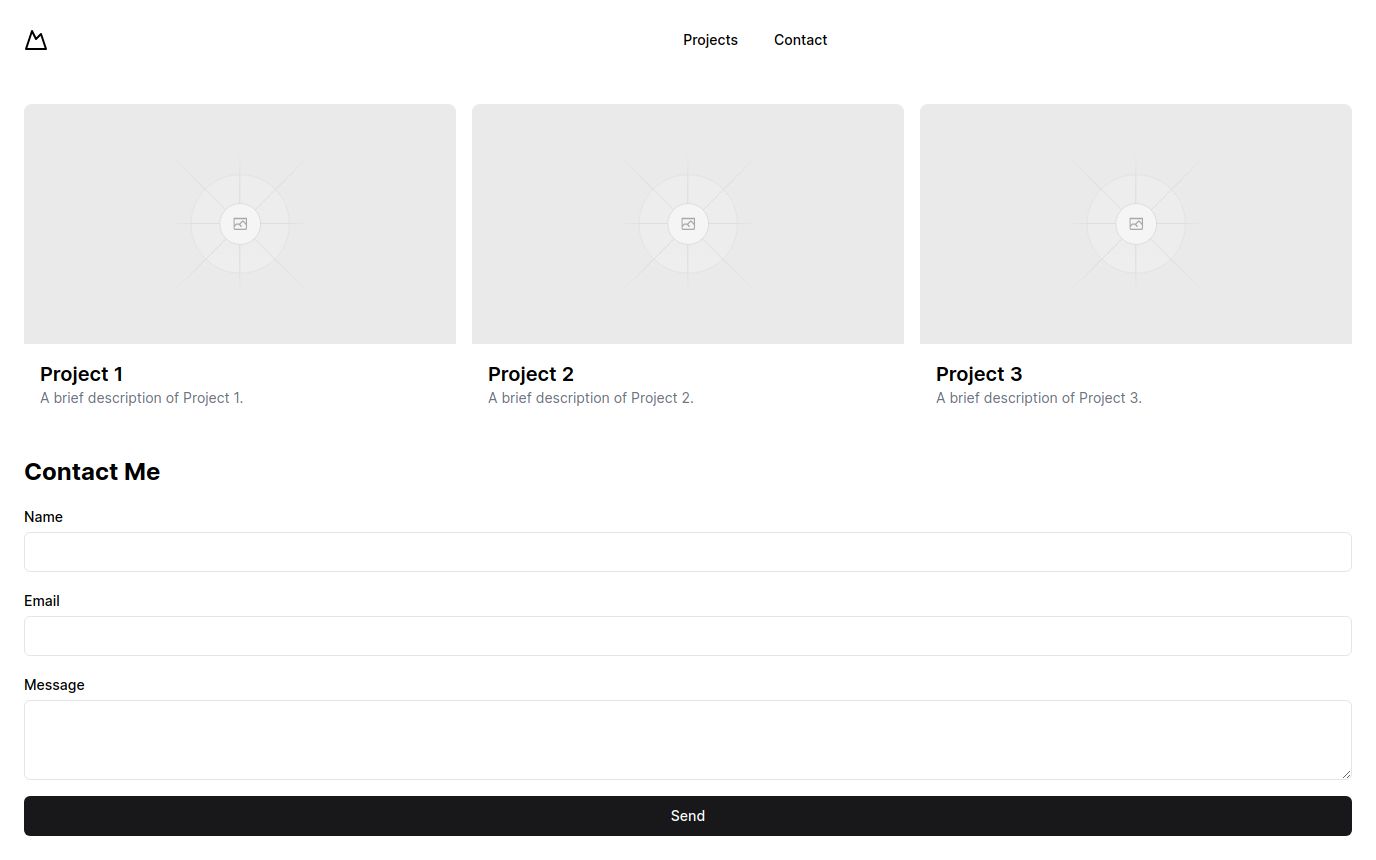 Projects Contact
Project 1
A brief description of Project 1.
Project 2
A brief description of Project 2.
Project 3
A brief description of Project 3.
Contact Me
Name
Email
Message
Send